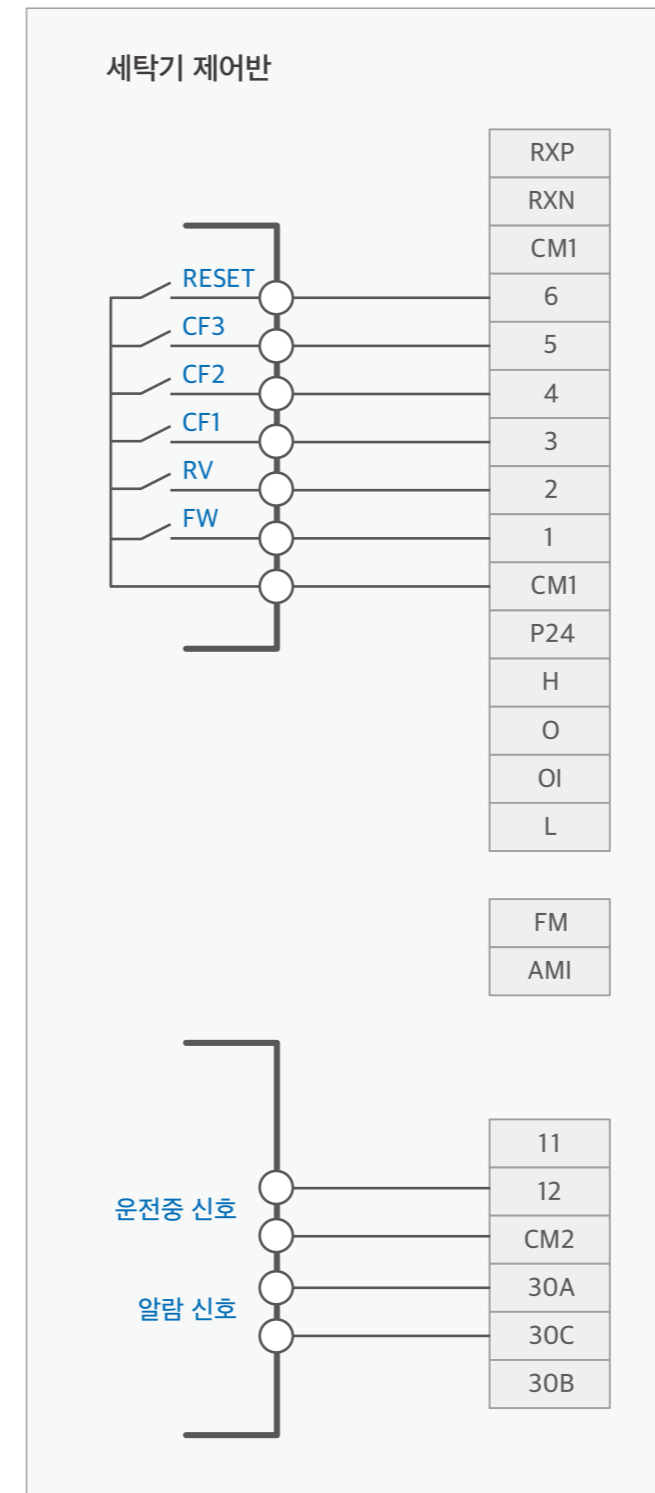 세탁기 제어반
RXP
RXN
CM1
RESET
6
CF3
5
CF2
4
CF1
3
RV
2
FW
1
CM1
P24
H
O
OI
L
FM
AMI
11
12
운전중 신호
CM2
30A
알람 신호
30C
30B